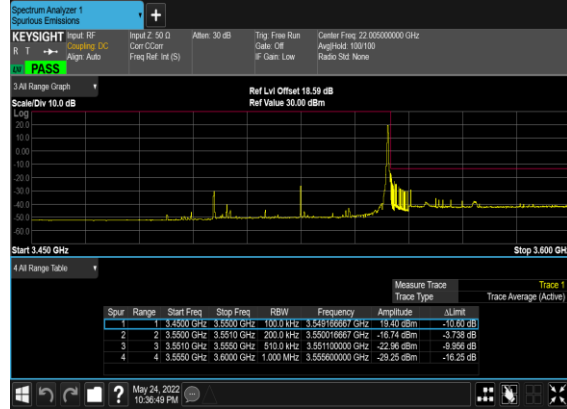 Spectrum Analyzer 1
Spurious Emissions
+
KEYSIGHT Input: RF Input Z: 50 Ω Atten: 30 dB Trig: Free Run Center Freq: 22.005000000 GHz
R T Coupling: DC Corr CCorr Gate: Off Avg|Hold: 100/100
Align: Auto Freq Ref: Int (S) IF Gain: Low Radio Std: None
PASS
3 All Range Graph Ref Lvl Offset 18.59 dB
Scale/Div 10.0 dB Ref Value 30.00 dBm
Log
20.0
10.0
0.00
-10.0
-20.0
-30.0
-40.0
-50.0
-60.0
Start 3.450 GHz Stop 3.600 GHz
4 All Range Table
Measure Trace Trace 1
Trace Type Trace Average (Active)
Spur Range Start Freq Stop Freq RBW Frequency Amplitude ΔLimit
1 1 3.4500 GHz 3.5500 GHz 100.0 kHz 3.549166667 GHz 19.40 dBm -10.60 dB
2 2 3.5500 GHz 3.5510 GHz 200.0 kHz 3.550016667 GHz -16.74 dBm -3.738 dB
3 3 3.5510 GHz 3.5550 GHz 510.0 kHz 3.551100000 GHz -22.96 dBm -9.956 dB
4 4 3.5550 GHz 3.6000 GHz 1.000 MHz 3.555600000 GHz -29.25 dBm -16.25 dB
? May 24, 2022
10:36:49 PM